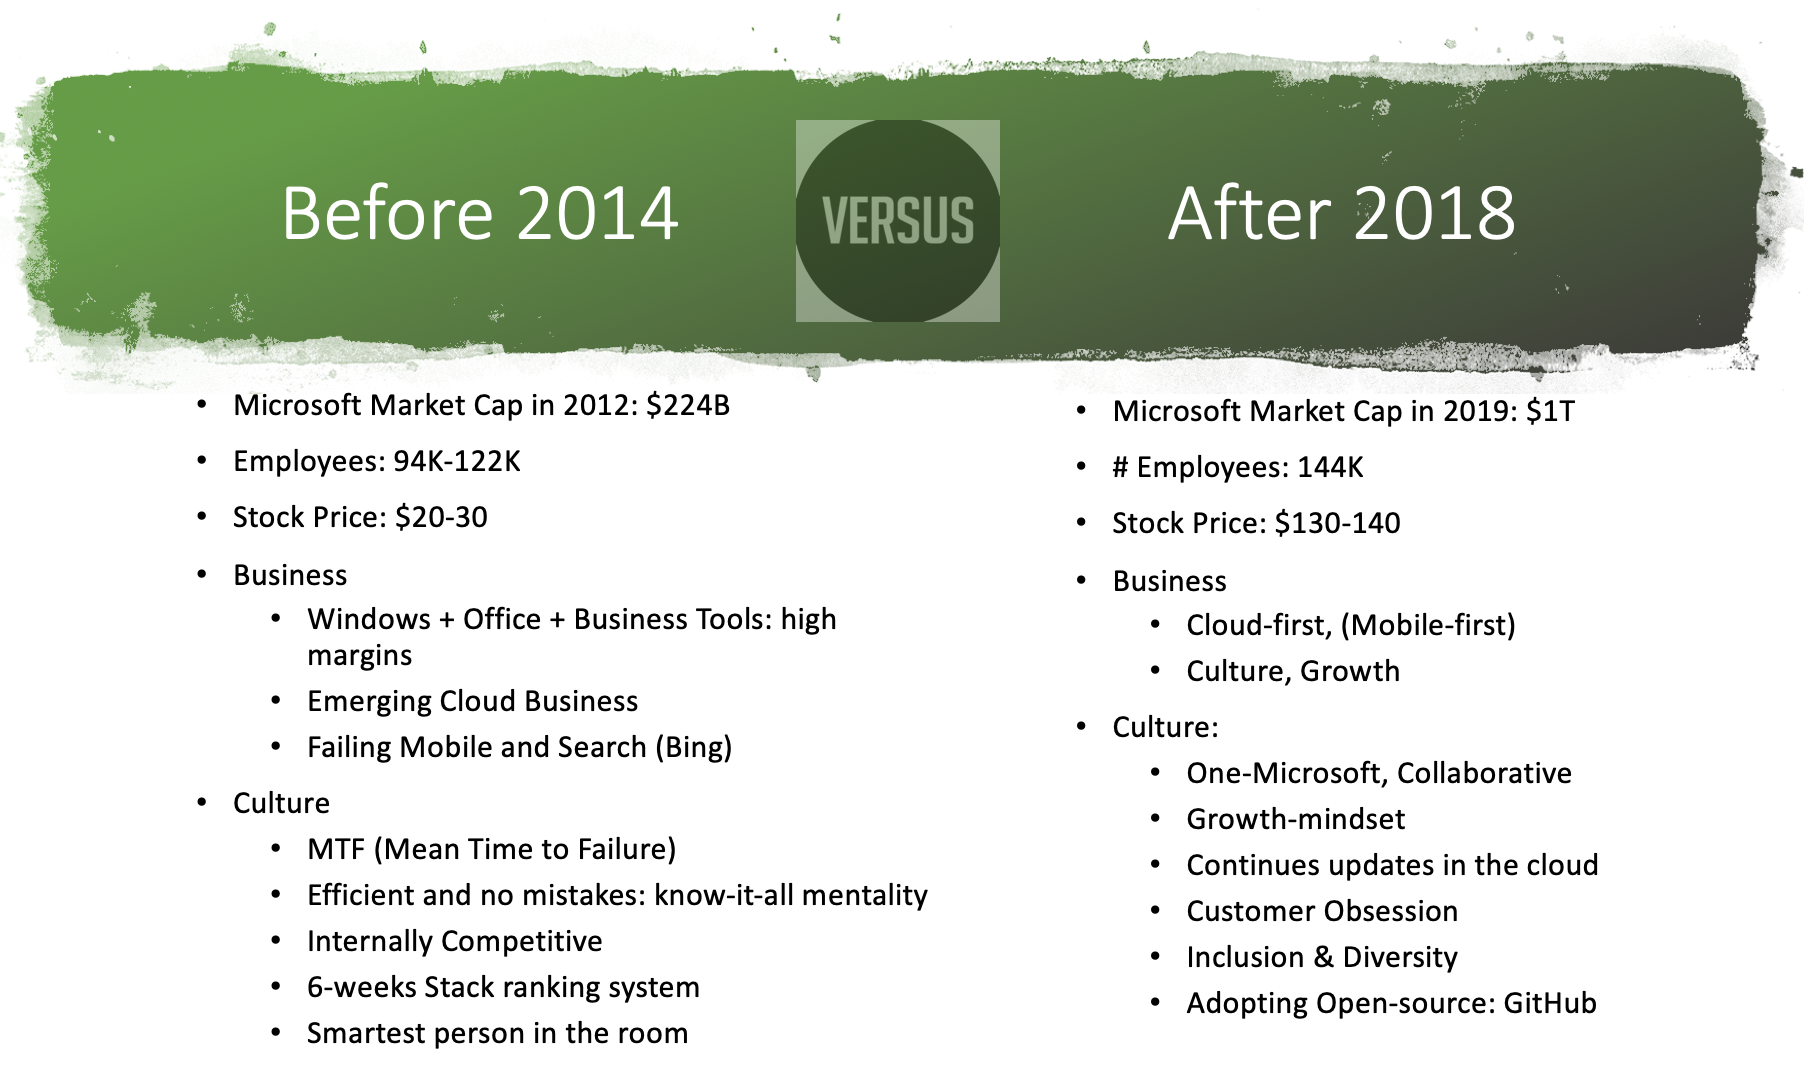 Before 2014
VERSUS
After 2018
• Microsoft Market Cap in 2012: $224B
• Employees: 94K-122K
• Stock Price: $20-30
• Business
• Windows + Office + Business Tools: high
margins
• Emerging Cloud Business
• Failing Mobile and Search (Bing)
• Culture
• MTF (Mean Time to Failure)
• Efficient and no mistakes: know-it-all mentality
• Internally Competitive
• 6-weeks Stack ranking system
• Smartest person in the room
• Microsoft Market Cap in 2019: $1T
• # Employees: 144K
• Stock Price: $130-140
• Business
• Cloud-first, (Mobile-first)
• Culture, Growth
• Culture:
• One-Microsoft, Collaborative
• Growth-mindset
• Continues updates in the cloud
• Customer Obsession
• Inclusion & Diversity
• Adopting Open-source: GitHub